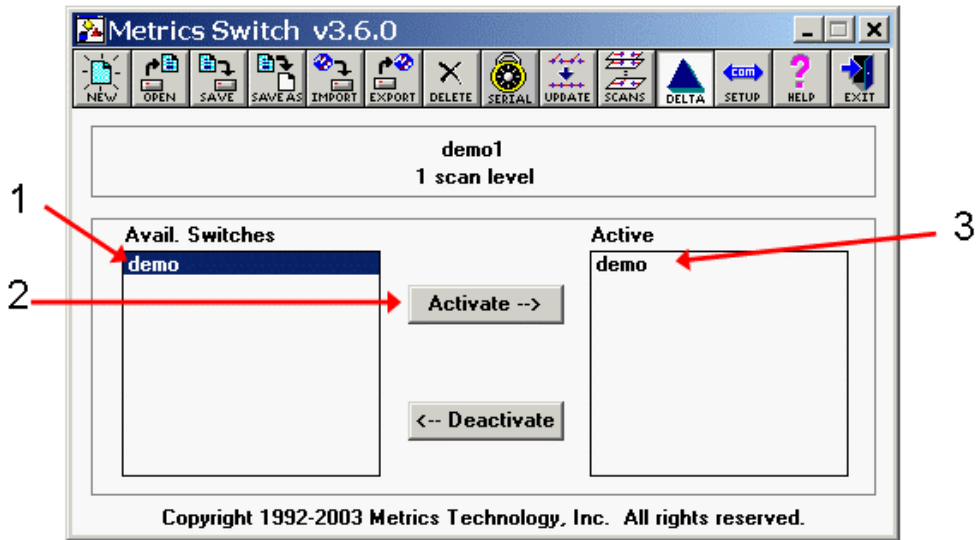 Metrics Switch v3.6.0
NEW OPEN SAVE SAVE AS IMPORT EXPORT DELETE SERIAL UPDATE SCANS DELTA com SETUP HELP EXIT
demo1
1 scan level
1
Avail. Switches
Active
3
demo
demo
2
Activate -->
<-- Deactivate
Copyright 1992-2003 Metrics Technology, Inc. All rights reserved.